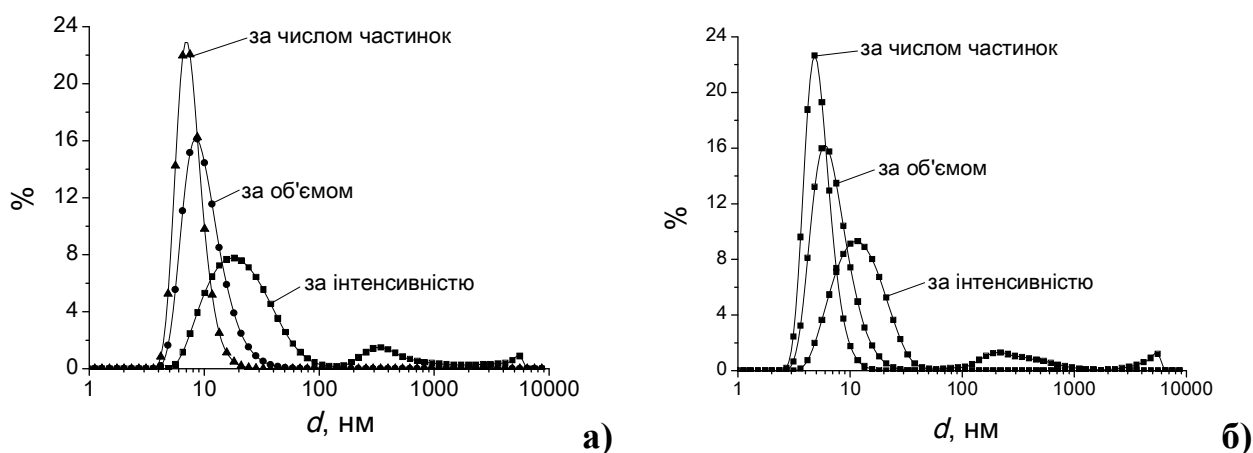 24
20
16
12
8
4
0
%
за числом частинок
за об'ємом
за інтенсивністю
1
10
100
1000
10000
d, нм
а)
24
20
16
12
8
4
0
%
за числом частинок
за об'ємом
за інтенсивністю
1
10
100
1000
10000
d, нм
б)